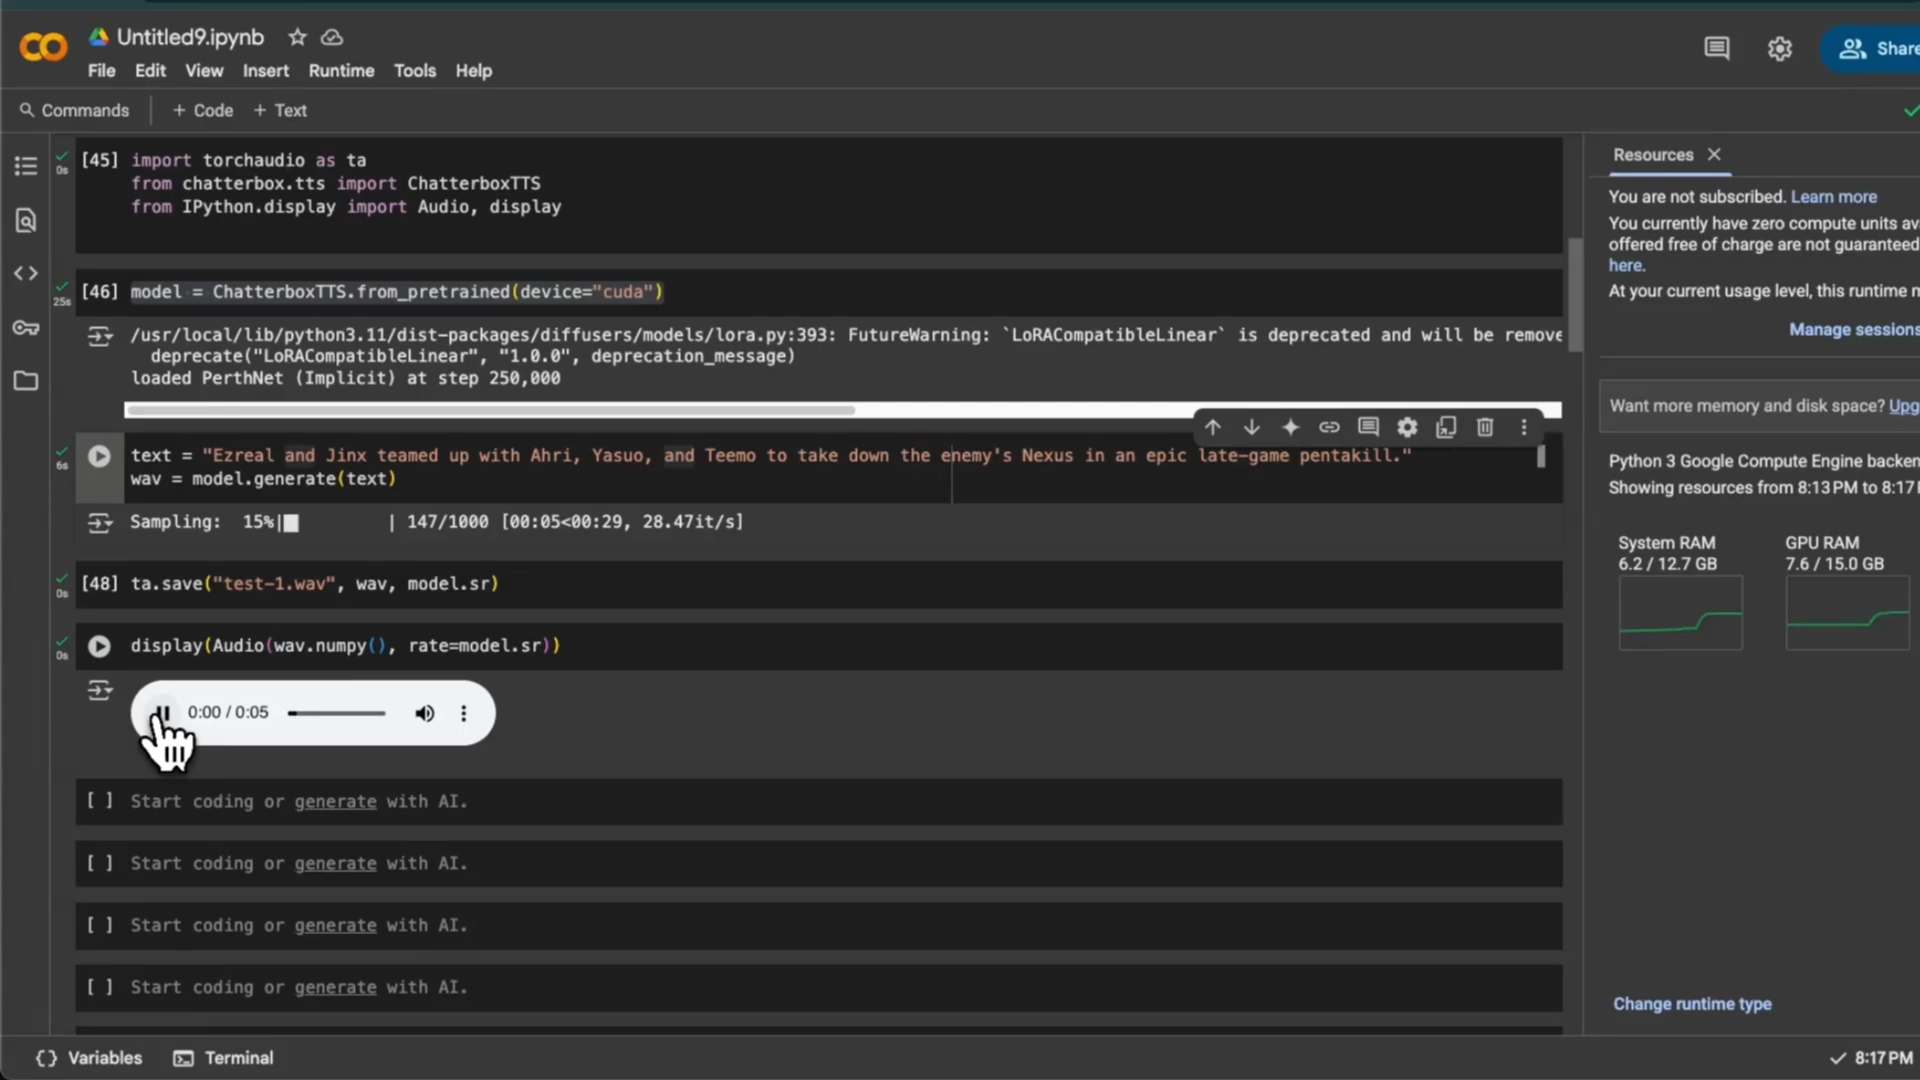 Untitled9.ipynb
File Edit View Insert Runtime Tools Help
Share
Commands + Code + Text
[45] import torchaudio as ta
from chatterbox.tts import ChatterboxTTS
from IPython.display import Audio, display
0s
[46] model = ChatterboxTTS.from_pretrained(device="cuda")
25s
/usr/local/lib/python3.11/dist-packages/diffusers/models/lora.py:393: FutureWarning: `LoRACompatibleLinear` is deprecated and will be remove
deprecate("LoRACompatibleLinear", "1.0.0", deprecation_message)
loaded PerthNet (Implicit) at step 250,000
text = "Ezreal and Jinx teamed up with Ahri, Yasuo, and Teemo to take down the enemy's Nexus in an epic late-game pentakill."
6s
wav = model.generate(text)
Sampling: 15%| | 147/1000 [00:05<00:29, 28.47it/s]
[48] ta.save("test-1.wav", wav, model.sr)
0s
display(Audio(wav.numpy(), rate=model.sr))
0s
0:00 / 0:05
[ ] Start coding or generate with AI.
[ ] Start coding or generate with AI.
[ ] Start coding or generate with AI.
[ ] Start coding or generate with AI.
Resources
You are not subscribed. Learn more
You currently have zero compute units
offered free of charge are not guaranteed
here.
At your current usage level, this runtime
Manage sessions
Want more memory and disk space?
Python 3 Google Compute Engine
Showing resources from 8:13 PM to 8:17
System RAM
6.2 / 12.7 GB
GPU RAM
7.6 / 15.0 GB
Change runtime type
Variables Terminal
8:17 PM